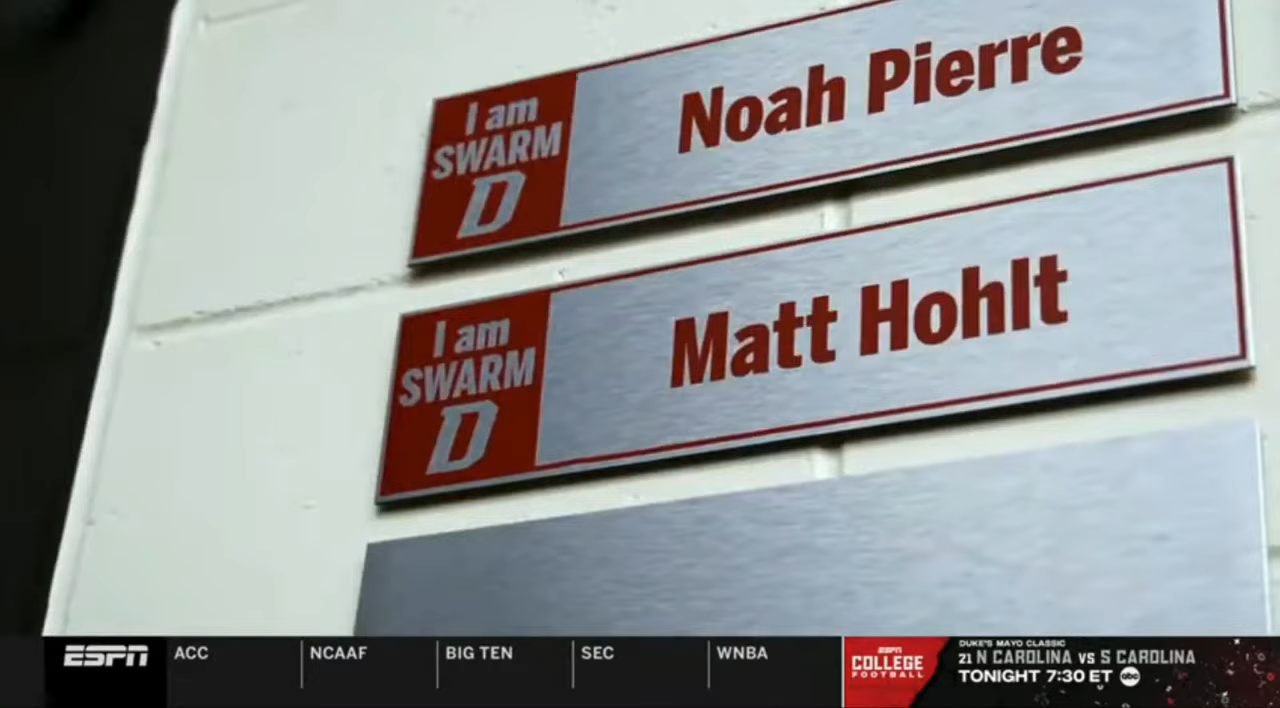 I am
SWARM
D
Noah Pierre
I am
SWARM
D
Matt Hohlt
ESPN
ACC
NCAAF
BIG TEN
SEC
WNBA
ESPN
COLLEGE
FOOTBALL
DUKE'S MAYO CLASSIC
21 N CAROLINA VS S CAROLINA
TONIGHT 7:30 ET abc